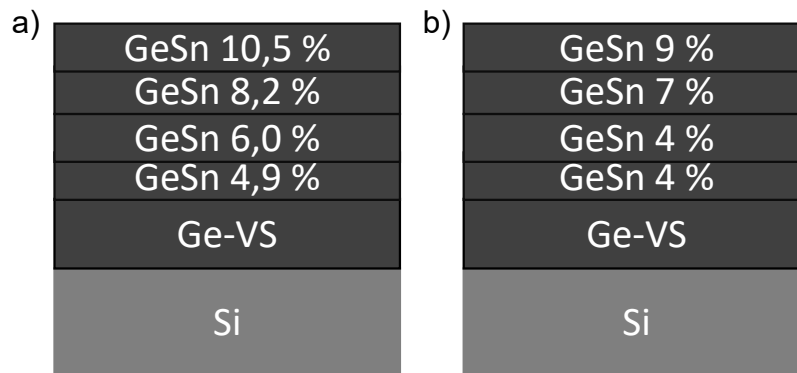 a)
GeSn 10,5 %
GeSn 8,2 %
GeSn 6,0 %
GeSn 4,9 %
Ge-VS
Si
b)
GeSn 9 %
GeSn 7 %
GeSn 4 %
GeSn 4 %
Ge-VS
Si